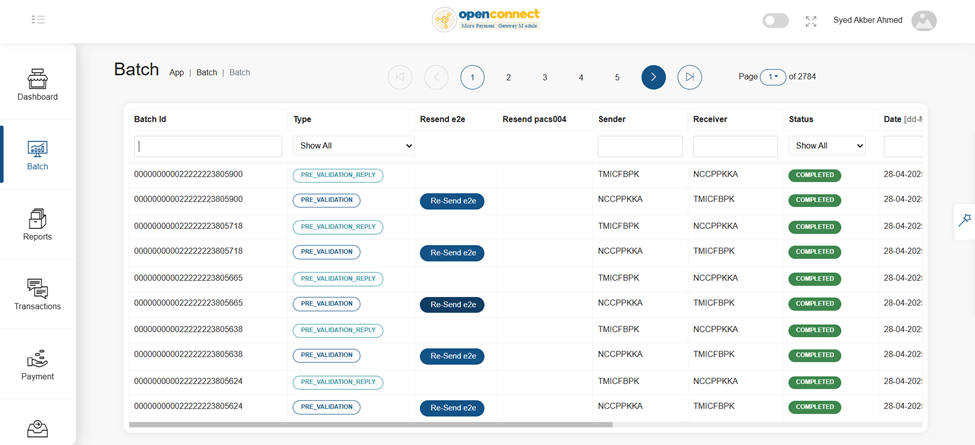 openconnect
Micro Payment Gateway Module
Syed Akber Ahmed
Dashboard
Batch
Reports
Transactions
Payment
Batch App | Batch | Batch
1 2 3 4 5
Page 1 of 2784
Batch Id Type Resend e2e Resend pacs004 Sender Receiver Status Date [dd-M
Show All Show All
000000000022222223805900 PRE_VALIDATION_REPLY TMICFBPK NCCPPKKA COMPLETED 28-04-202
000000000022222223805900 PRE_VALIDATION Re-Send e2e NCCPPKKA TMICFBPK COMPLETED 28-04-202
000000000022222223805718 PRE_VALIDATION_REPLY TMICFBPK NCCPPKKA COMPLETED 28-04-202
000000000022222223805718 PRE_VALIDATION Re-Send e2e NCCPPKKA TMICFBPK COMPLETED 28-04-202
000000000022222223805665 PRE_VALIDATION_REPLY TMICFBPK NCCPPKKA COMPLETED 28-04-202
000000000022222223805665 PRE_VALIDATION Re-Send e2e NCCPPKKA TMICFBPK COMPLETED 28-04-202
000000000022222223805638 PRE_VALIDATION_REPLY TMICFBPK NCCPPKKA COMPLETED 28-04-202
000000000022222223805638 PRE_VALIDATION Re-Send e2e NCCPPKKA TMICFBPK COMPLETED 28-04-202
000000000022222223805624 PRE_VALIDATION_REPLY TMICFBPK NCCPPKKA COMPLETED 28-04-202
000000000022222223805624 PRE_VALIDATION Re-Send e2e NCCPPKKA TMICFBPK COMPLETED 28-04-202